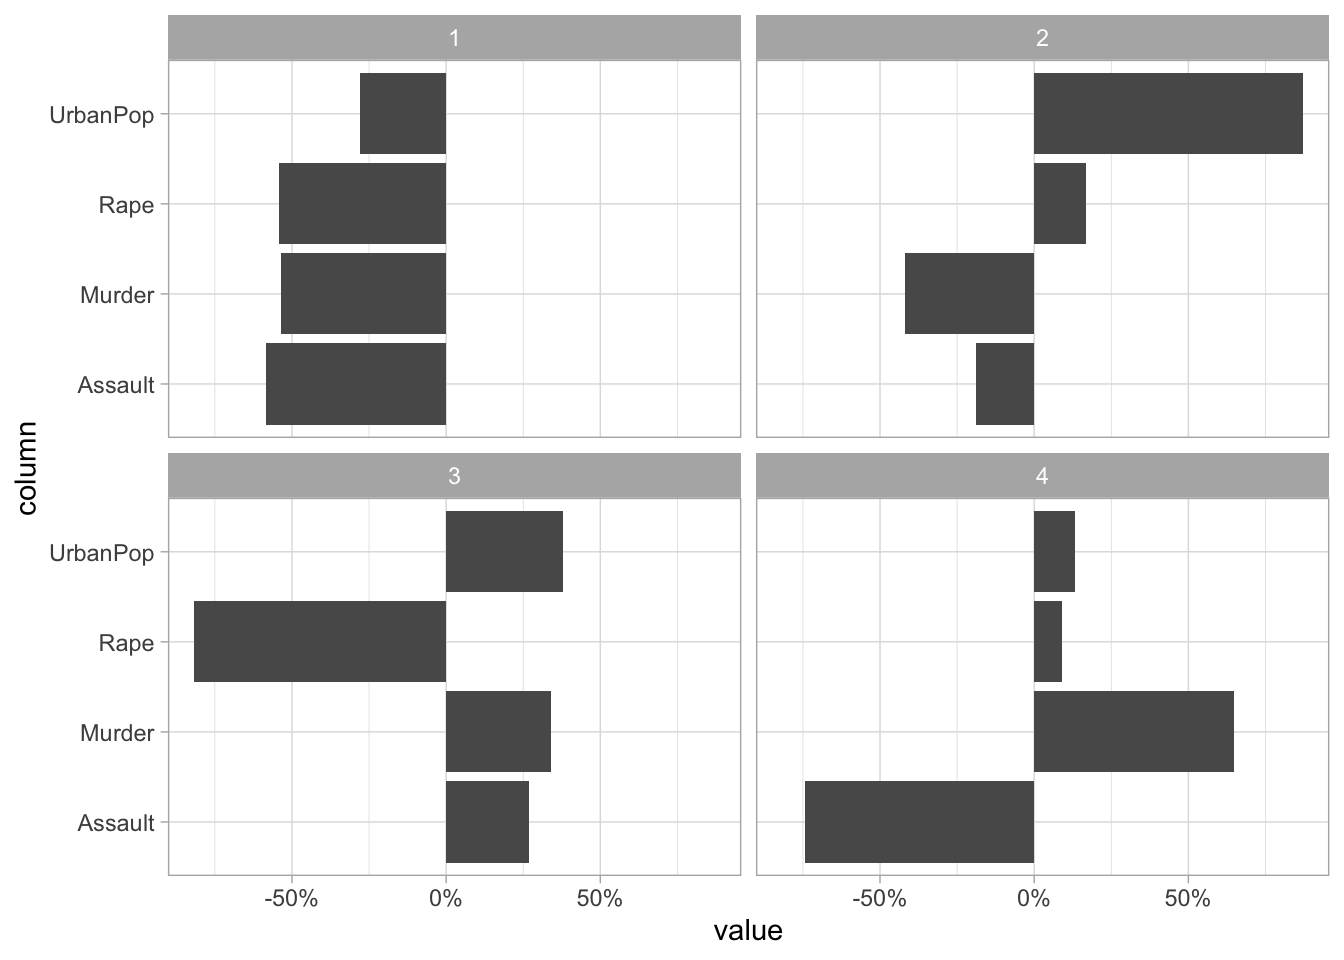 1
2
UrbanPop
Rape
Murder
Assault
column
3
4
UrbanPop
Rape
Murder
Assault
-50%
0%
50%
-50%
0%
50%
value